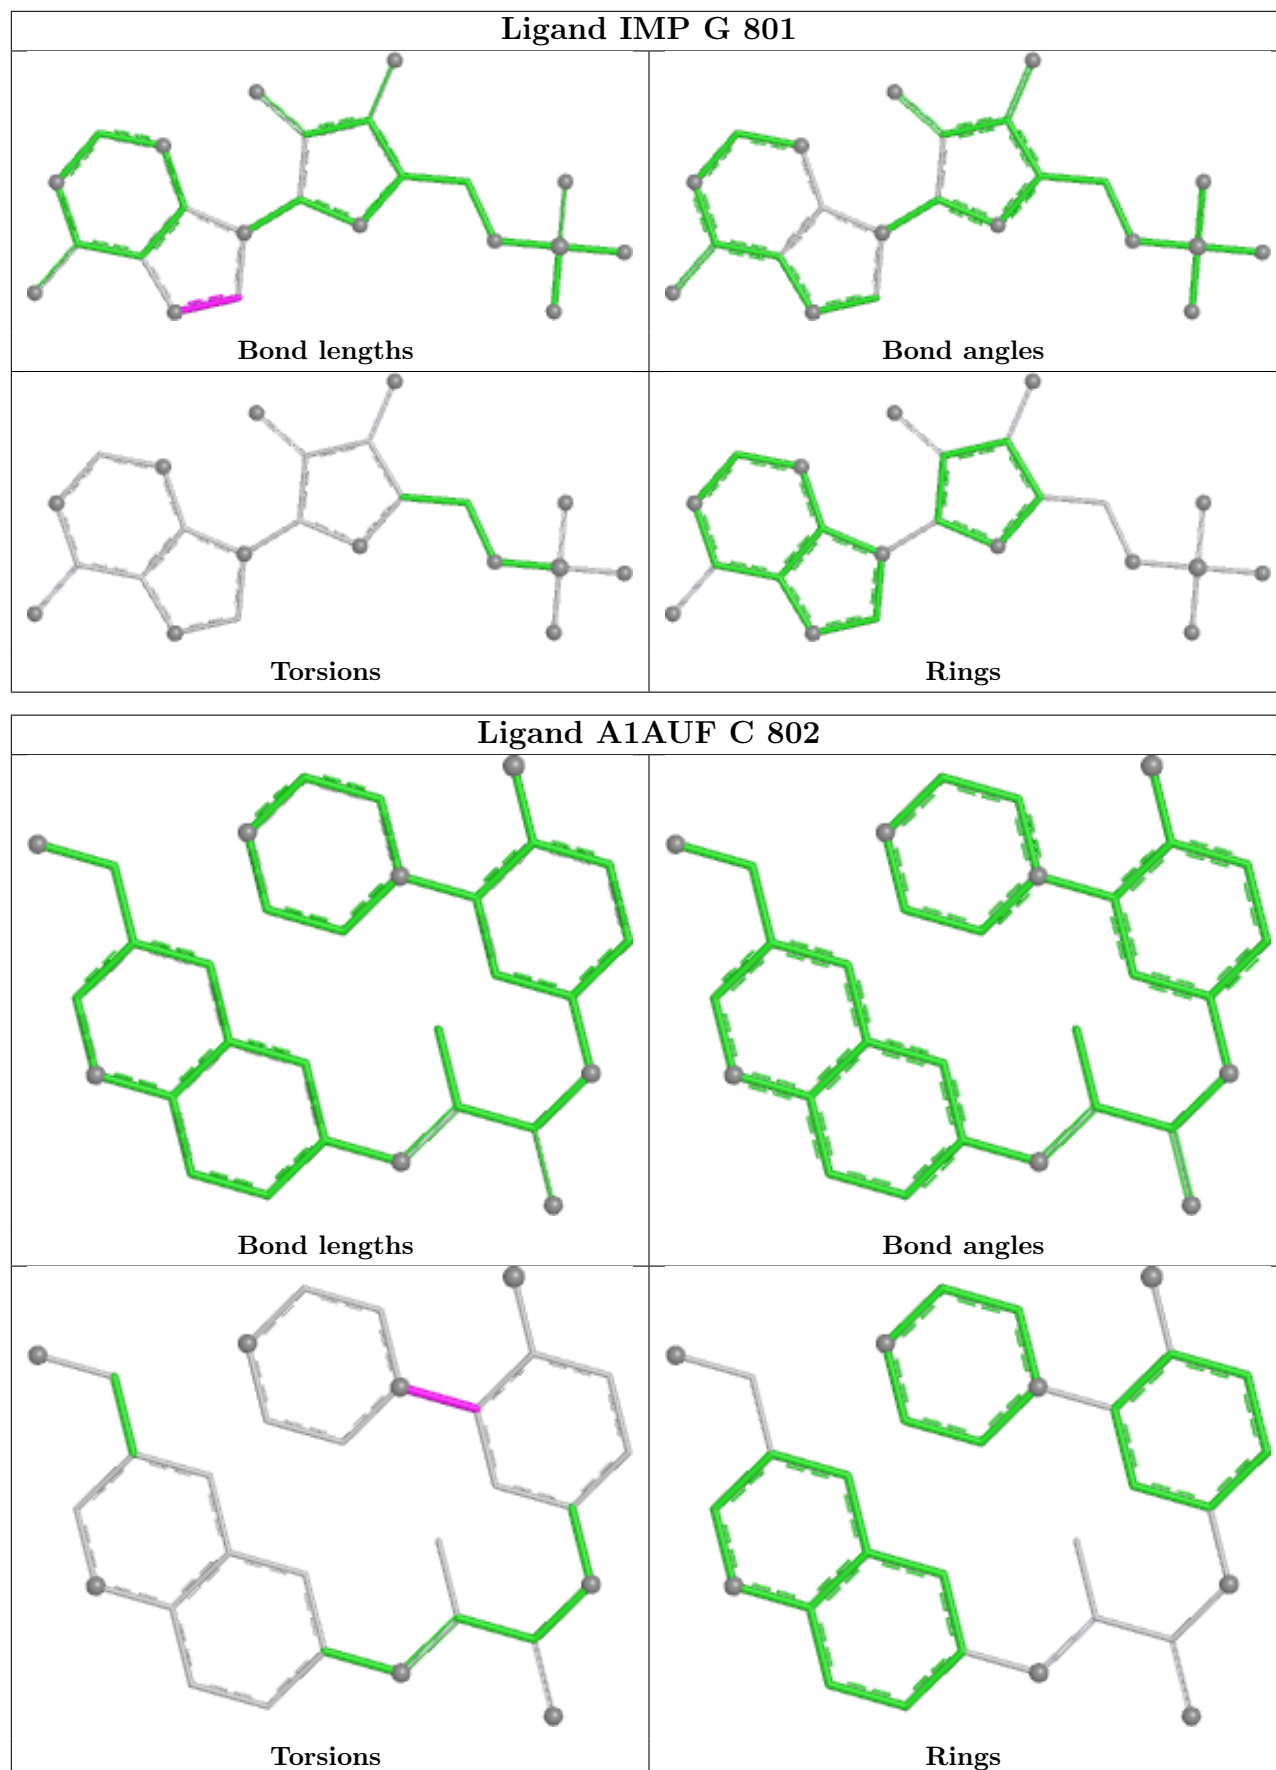 Ligand IMP G 801
Bond lengths
Bond angles
Torsions
Rings
Ligand A1AUF C 802
Bond lengths
Bond angles
Torsions
Rings